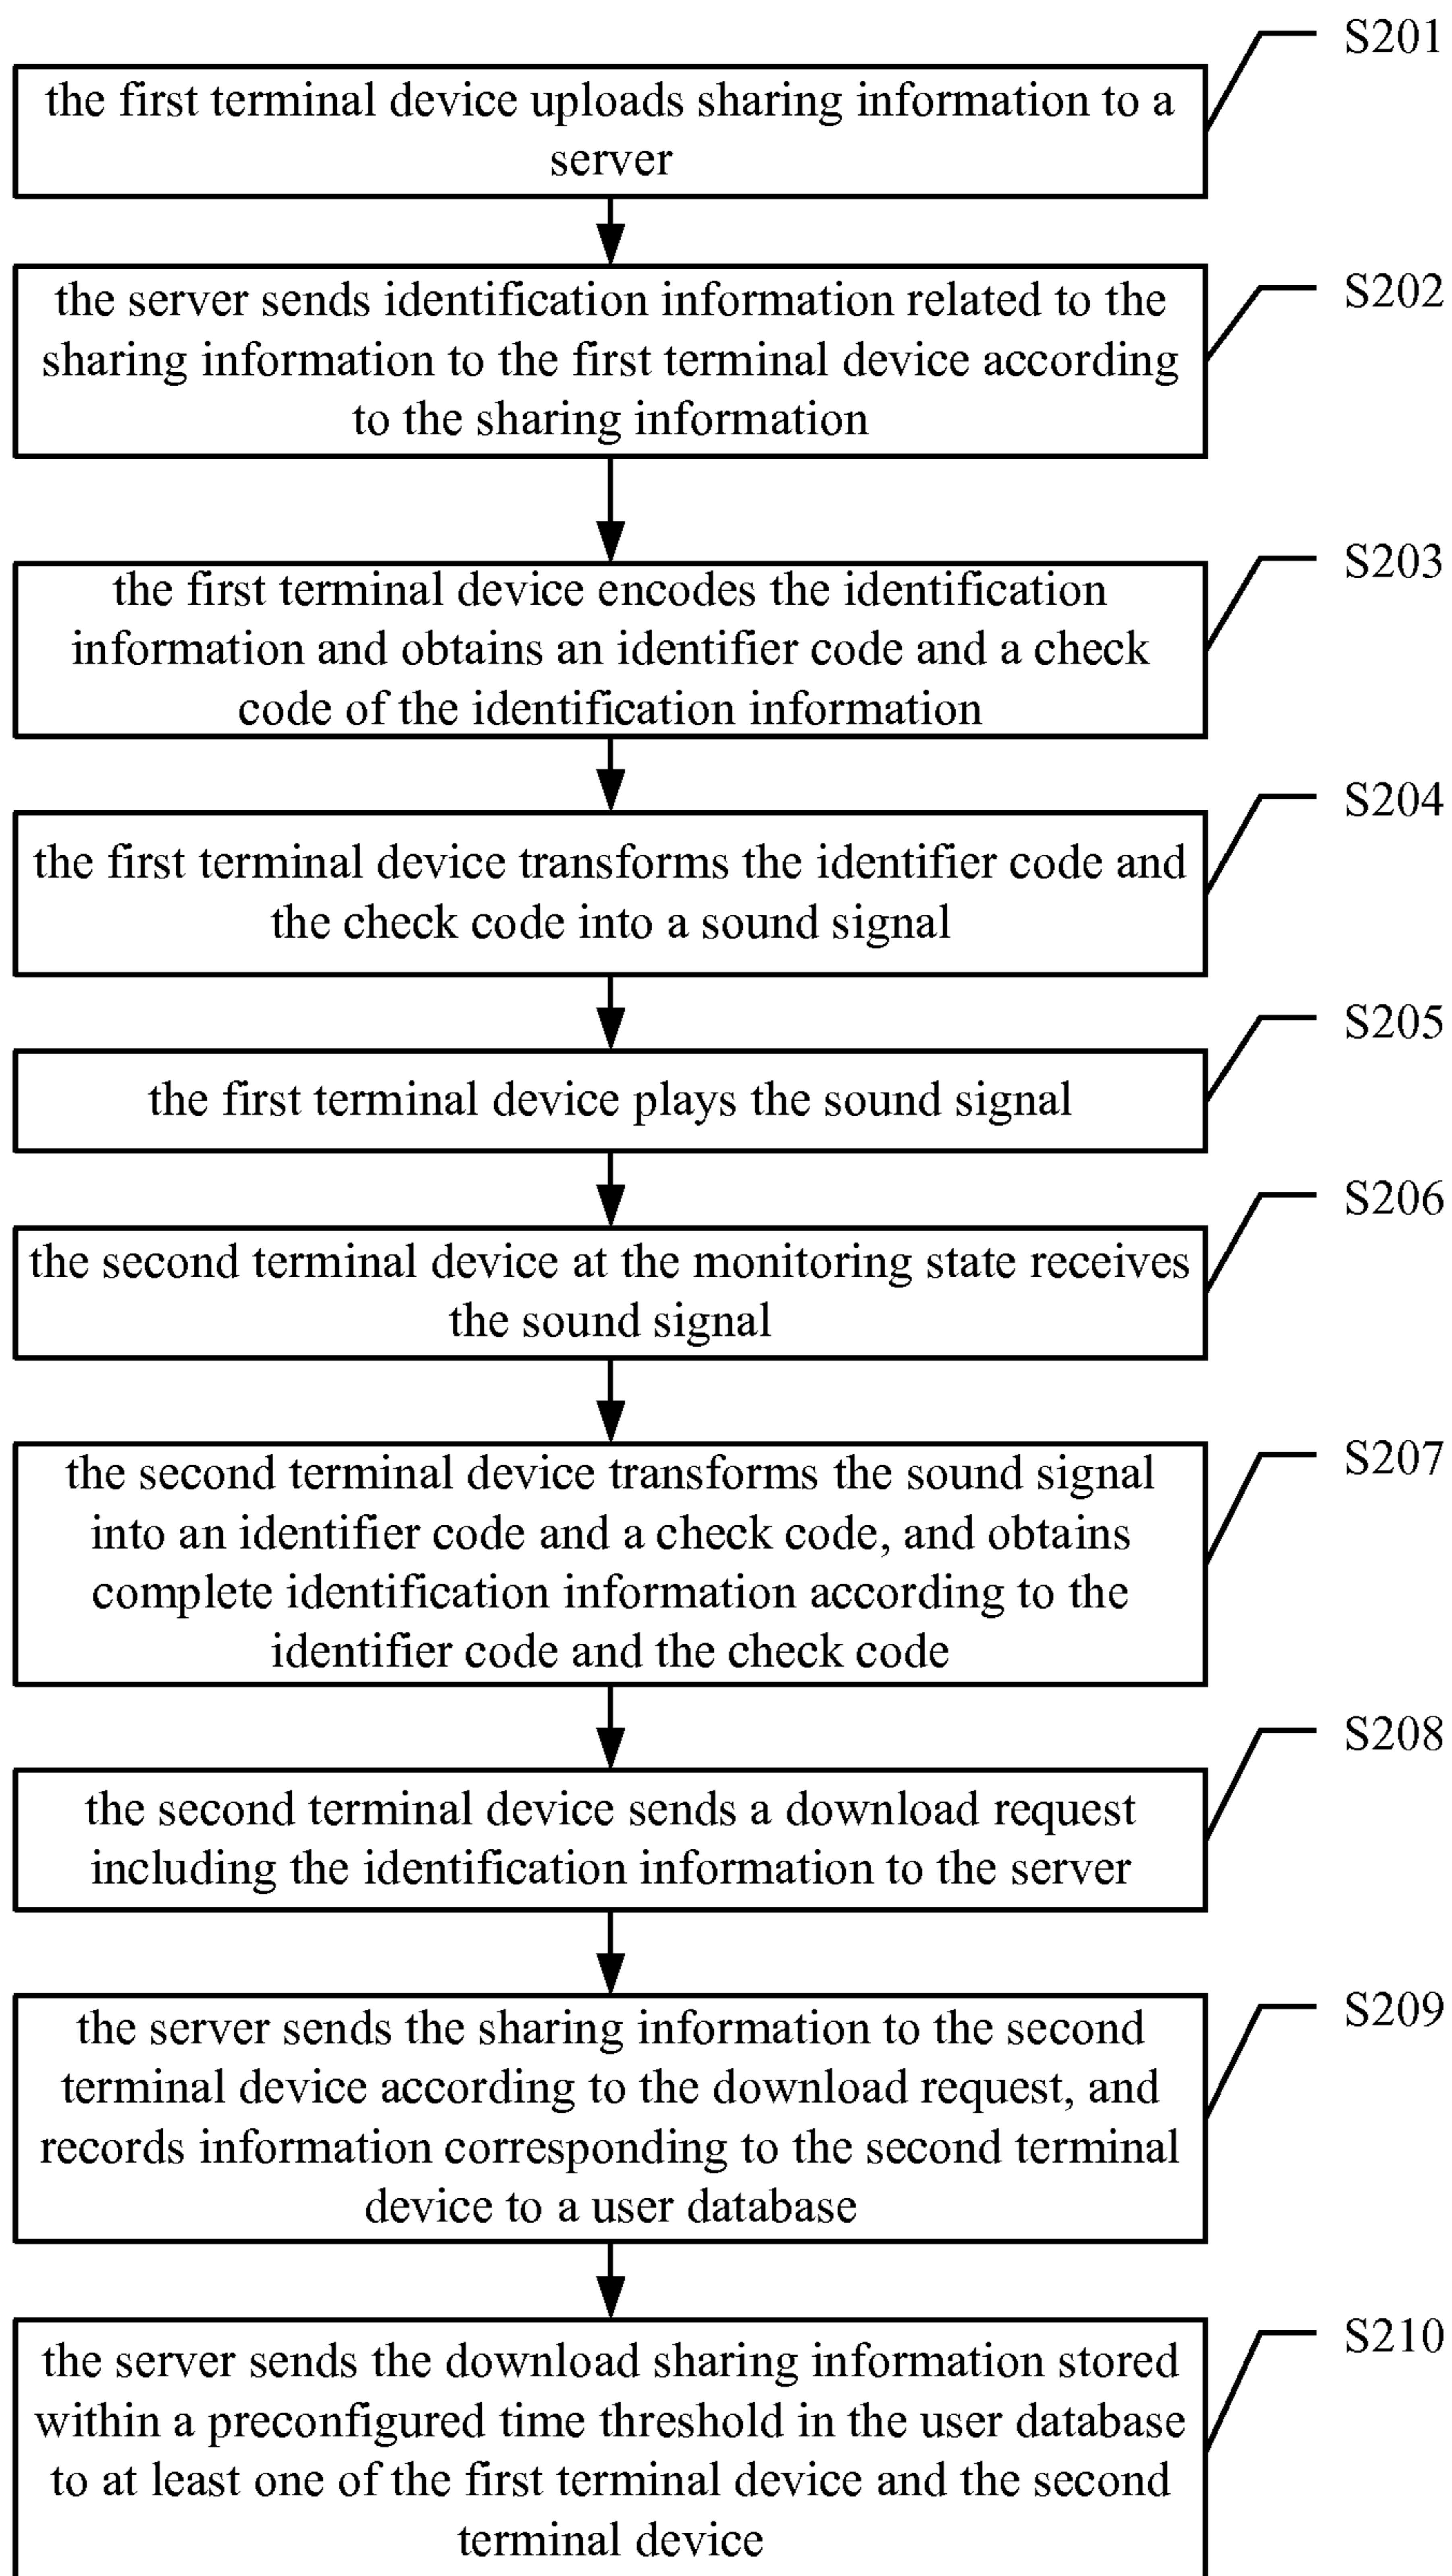 S201
the first terminal device uploads sharing information to a
server
S202
the server sends identification information related to the
sharing information to the first terminal device according
to the sharing information
S203
the first terminal device encodes the identification
information and obtains an identifier code and a check
code of the identification information
S204
the first terminal device transforms the identifier code and
the check code into a sound signal
S205
the first terminal device plays the sound signal
S206
the second terminal device at the monitoring state receives
the sound signal
S207
the second terminal device transforms the sound signal
into an identifier code and a check code, and obtains
complete identification information according to the
identifier code and the check code
S208
the second terminal device sends a download request
including the identification information to the server
S209
the server sends the sharing information to the second
terminal device according to the download request, and
records information corresponding to the second terminal
device to a user database
S210
the server sends the download sharing information stored
within a preconfigured time threshold in the user database
to at least one of the first terminal device and the second
terminal device